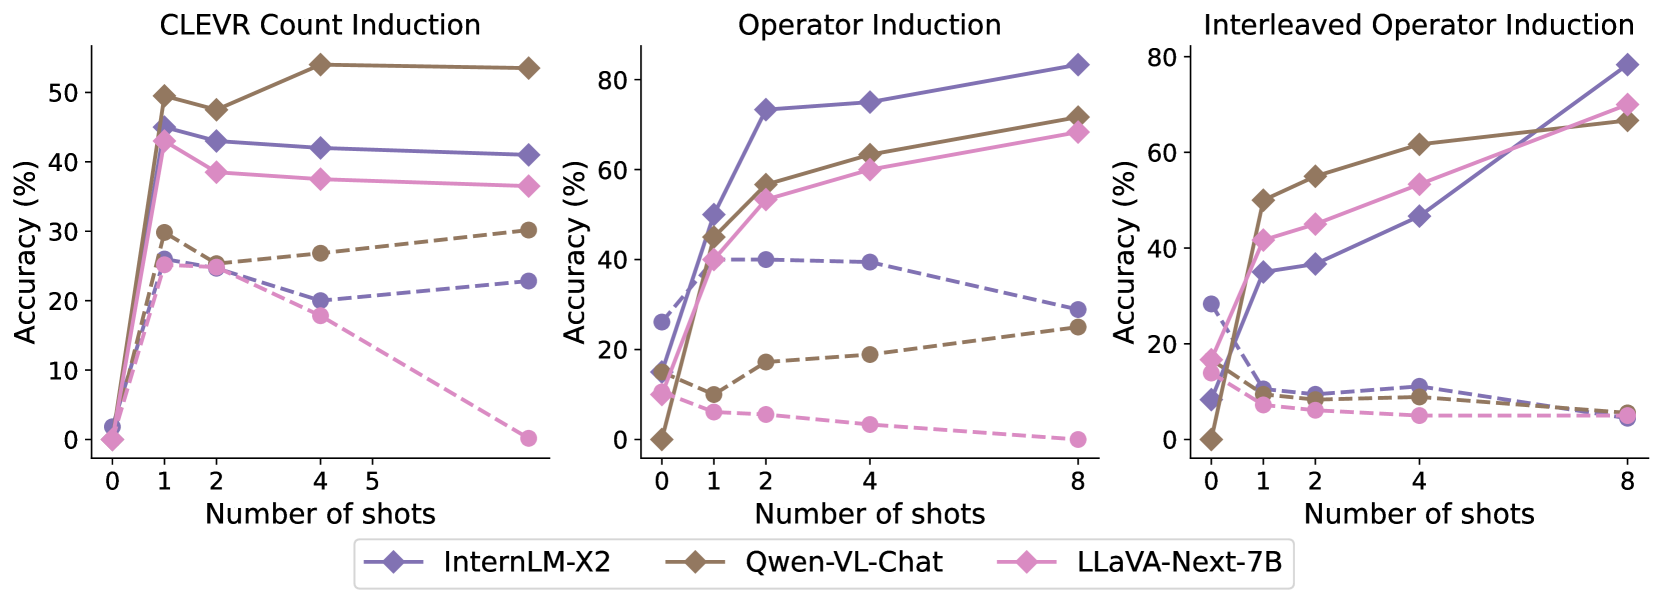 CLEVR Count Induction
Accuracy (%)
50
40
30
20
10
0
0 1 2 4 5
Number of shots
Operator Induction
Accuracy (%)
80
60
40
20
0
0 1 2 4 8
Number of shots
Interleaved Operator Induction
Accuracy (%)
80
60
40
20
0
0 1 2 4 8
Number of shots
InternLM-X2 Qwen-VL-Chat LLaVA-Next-7B